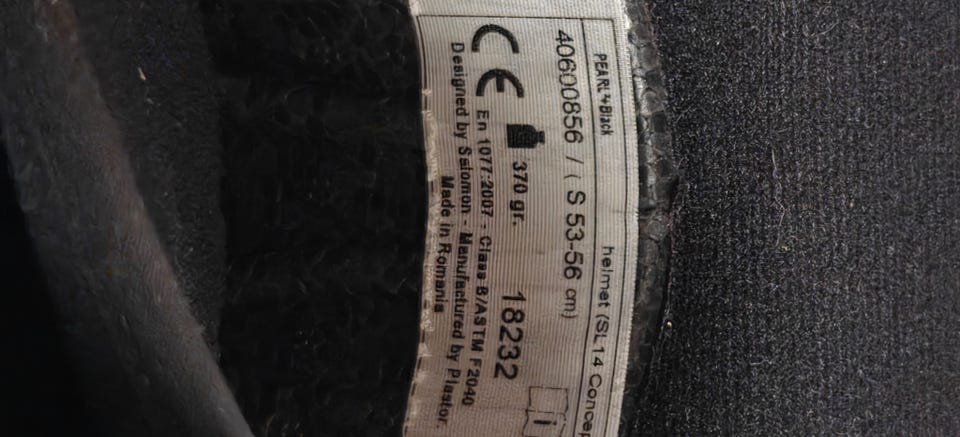 PEARL 4+Black helmet (SL14 Concep
40600856 / ( S 53-56 cm)
CE 370 gr. 18232
En 1077:2007 - Class B/ASTM F2040
Designed by Salomon - Manufactured by Plastor.
Made in Romania